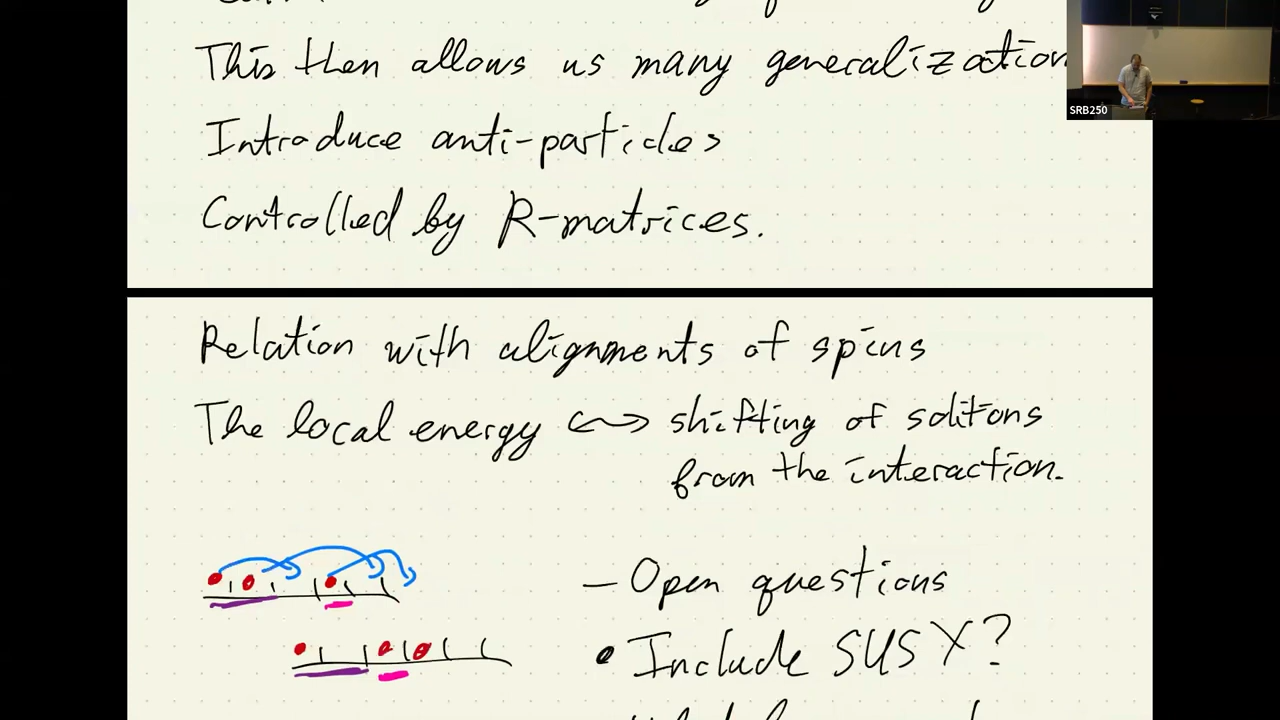 This then allows us many generalization
SRB250
Introduce anti-particles
Controlled by R-matrices.
Relation with alignments of spins
The local energy <-> shifting of solitons
from the interaction.
— Open questions
• Include SUSY?